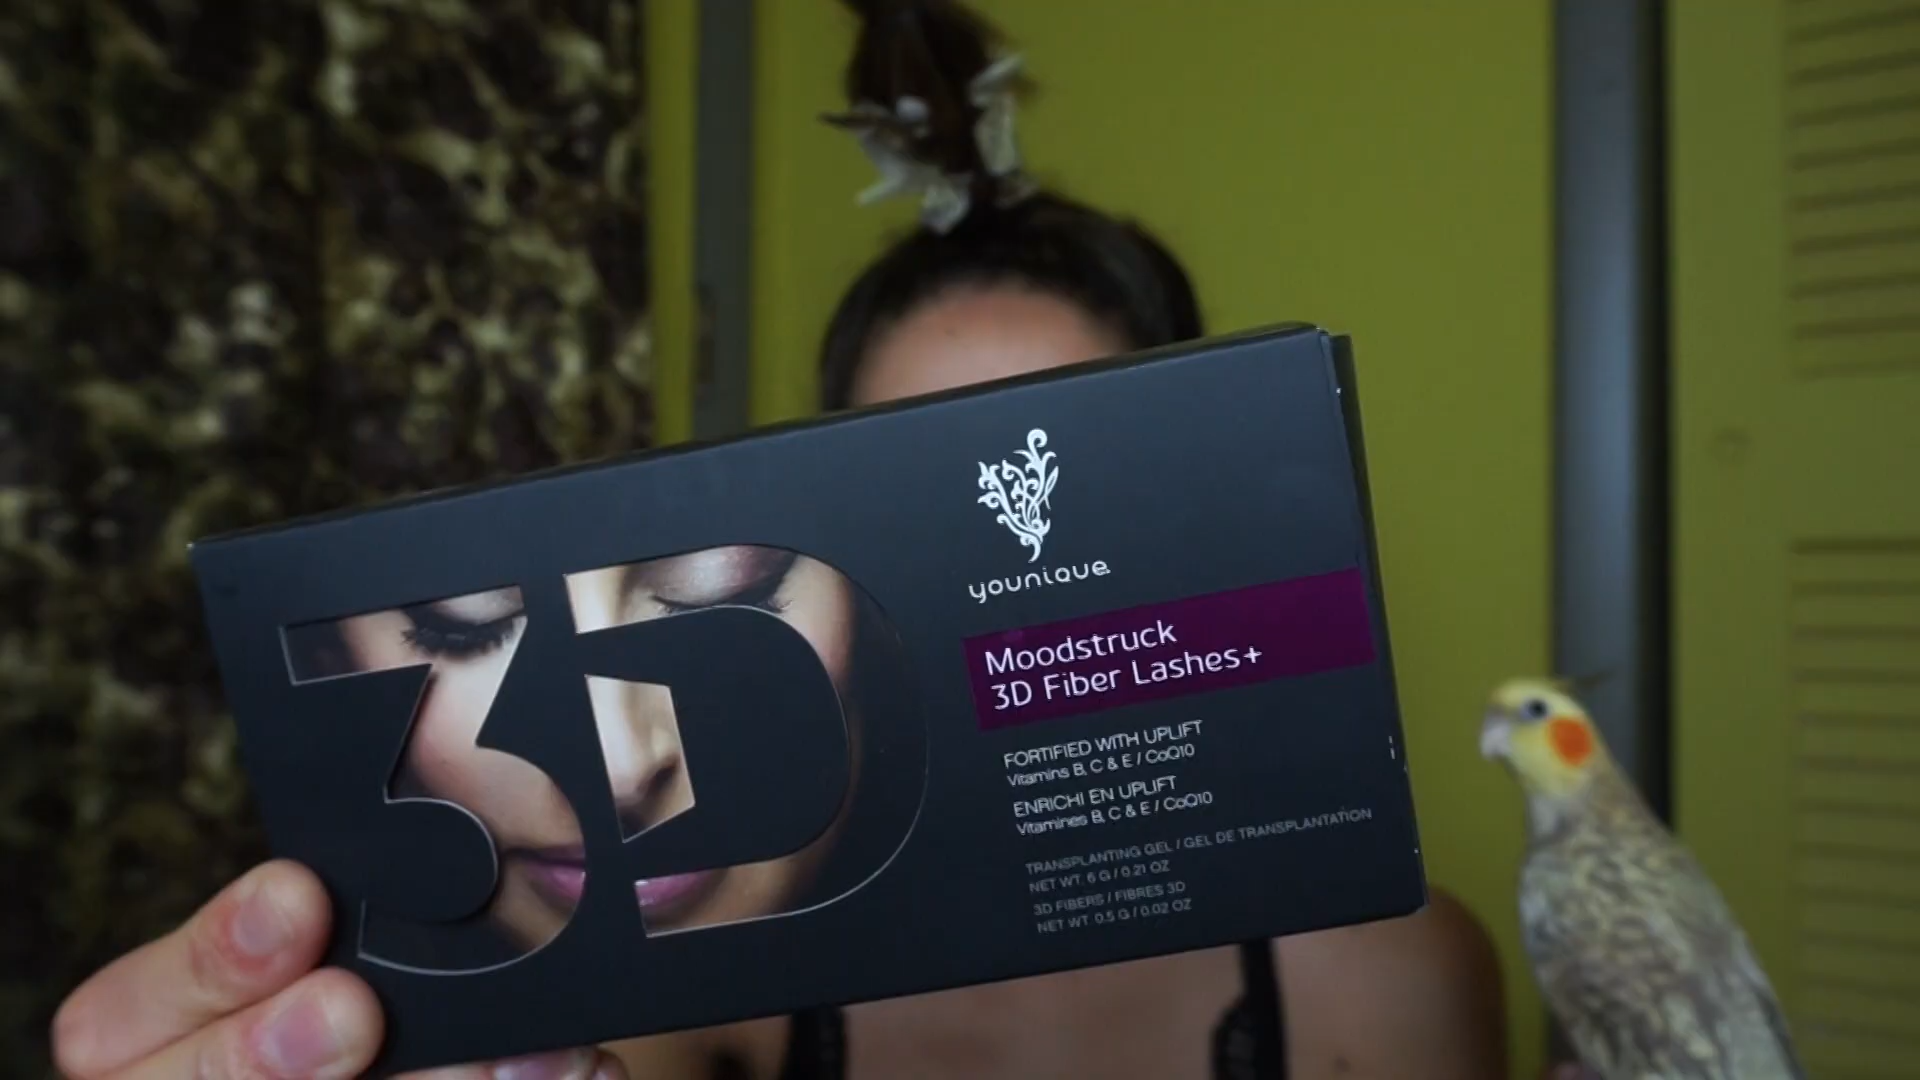 3D
younique
Moodstruck
3D Fiber Lashes+
FORTIFIED WITH UPLIFT
Vitamins B, C & E / CoQ10
ENRICHI EN UPLIFT
Vitamines B, C & E / CoQ10
TRANSPLANTING GEL / GEL DE TRANSPLANTATION
NET WT. 6 G / 0.21 OZ
3D FIBERS / FIBRES 3D
NET WT. 0.5 G / 0.02 OZ